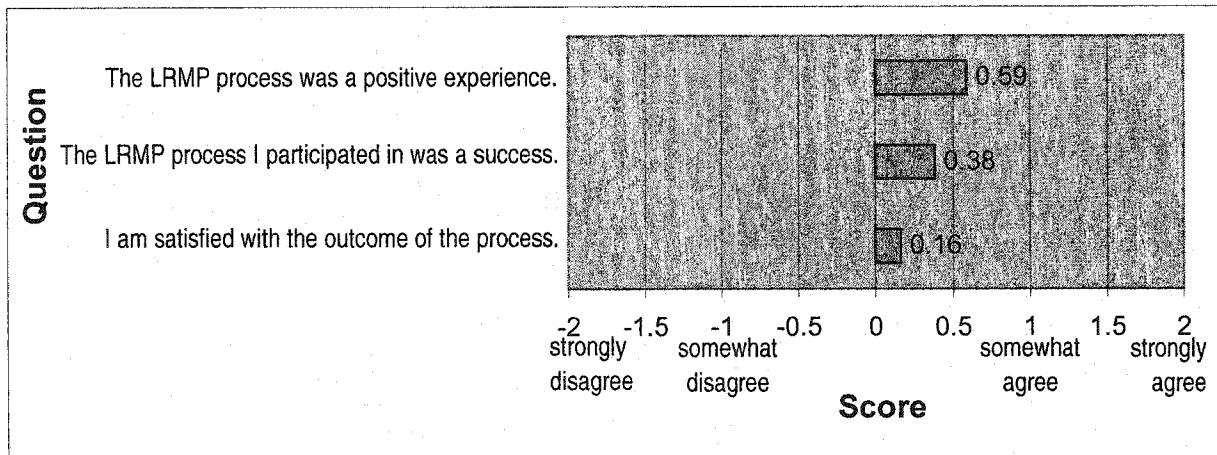 Question
The LRMP process was a positive experience.
0.59
The LRMP process I participated in was a success.
0.38
I am satisfied with the outcome of the process.
0.16
-2 -1.5 -1 -0.5 0 0.5 1 1.5 2
strongly disagree
somewhat disagree
somewhat agree
strongly agree
Score